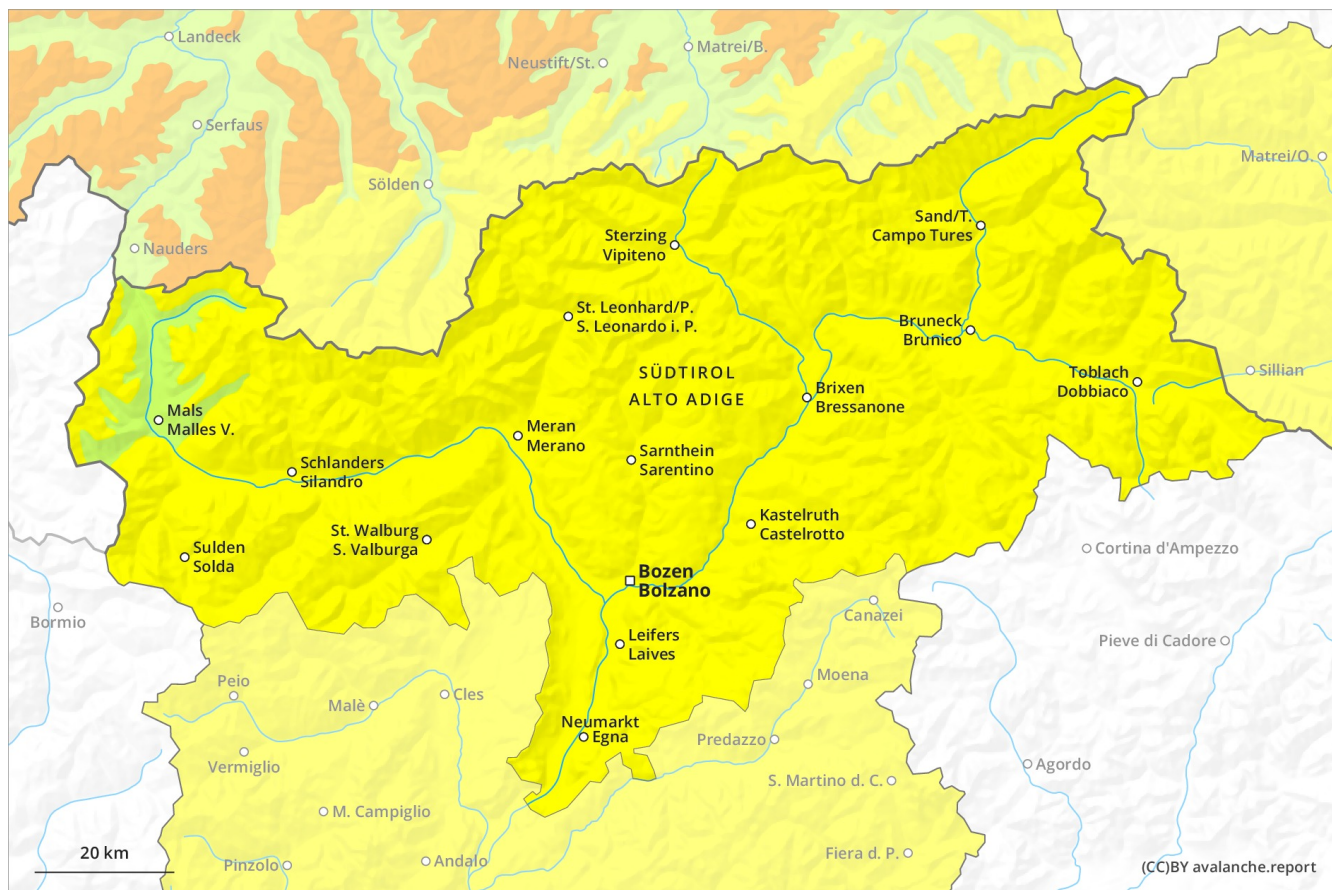 Landeck
Matrei/B.
Neustift/St.
Serfaus
Matrei/O.
Sölden
Sand/T.
Campo Tures
Sterzing
Vipiteno
Nauders
St. Leonhard/P.
S. Leonardo i. P.
Bruneck
Brunico
SÜDTIROL
ALTO ADIGE
Toblach
Dobbiaco
Sillian
Brixen
Bressanone
Mals
Malles V.
Meran
Merano
Sarnthein
Sarentino
Schlanders
Silandro
Kastelruth
Castelrotto
St. Walburg
S. Valburga
Sulden
Solda
Cortina d'Ampezzo
Bozen
Bolzano
Bormio
Canazei
Leifers
Laives
Pieve di Cadore
Moena
Peio
Cles
Malè
Neumarkt
Egna
Predazzo
Vermiglio
Agordo
S. Martino d. C.
M. Campiglio
20 km
Andalo
Pinzolo
Fiera d. P.
(CC)BY avalanche.report